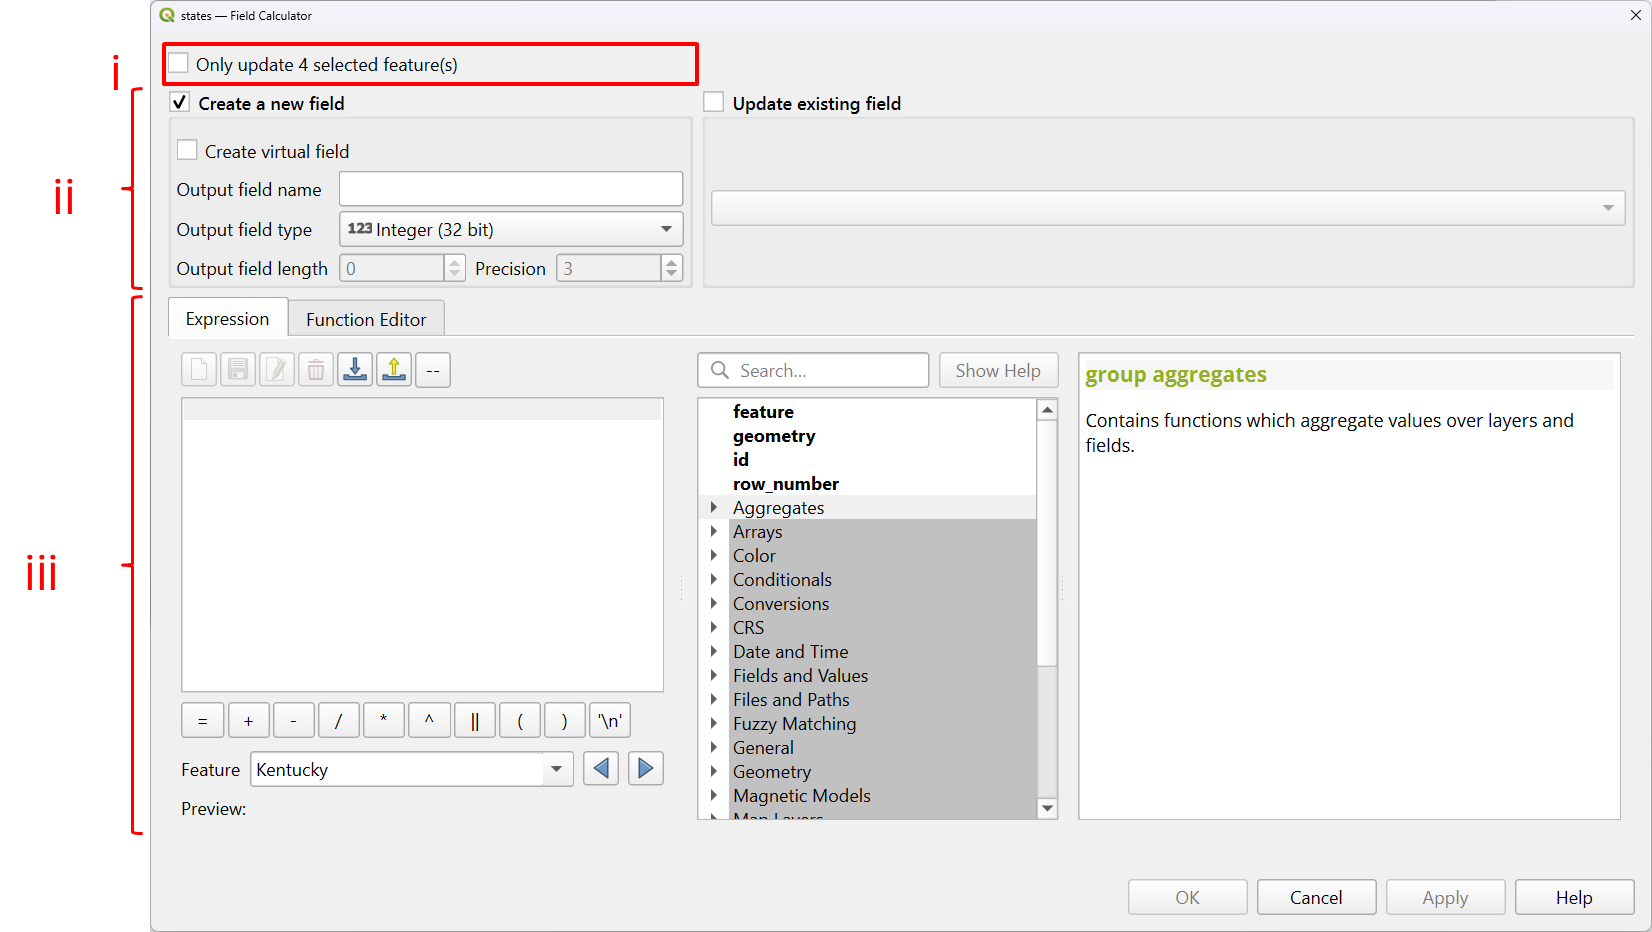 states — Field Calculator
i
Only update 4 selected feature(s)
Create a new field
Update existing field
ii
Create virtual field
Output field name
Output field type
123 Integer (32 bit)
Output field length
0
Precision
3
iii
Expression
Function Editor
--
Search...
Show Help
feature
geometry
id
row_number
Aggregates
Arrays
Color
Conditionals
Conversions
CRS
Date and Time
Fields and Values
Files and Paths
Fuzzy Matching
General
Geometry
Magnetic Models
Map Layers
group aggregates
Contains functions which aggregate values over layers and
fields.
= + - / * ^ || ( ) '\n'
Feature
Kentucky
Preview:
OK
Cancel
Apply
Help